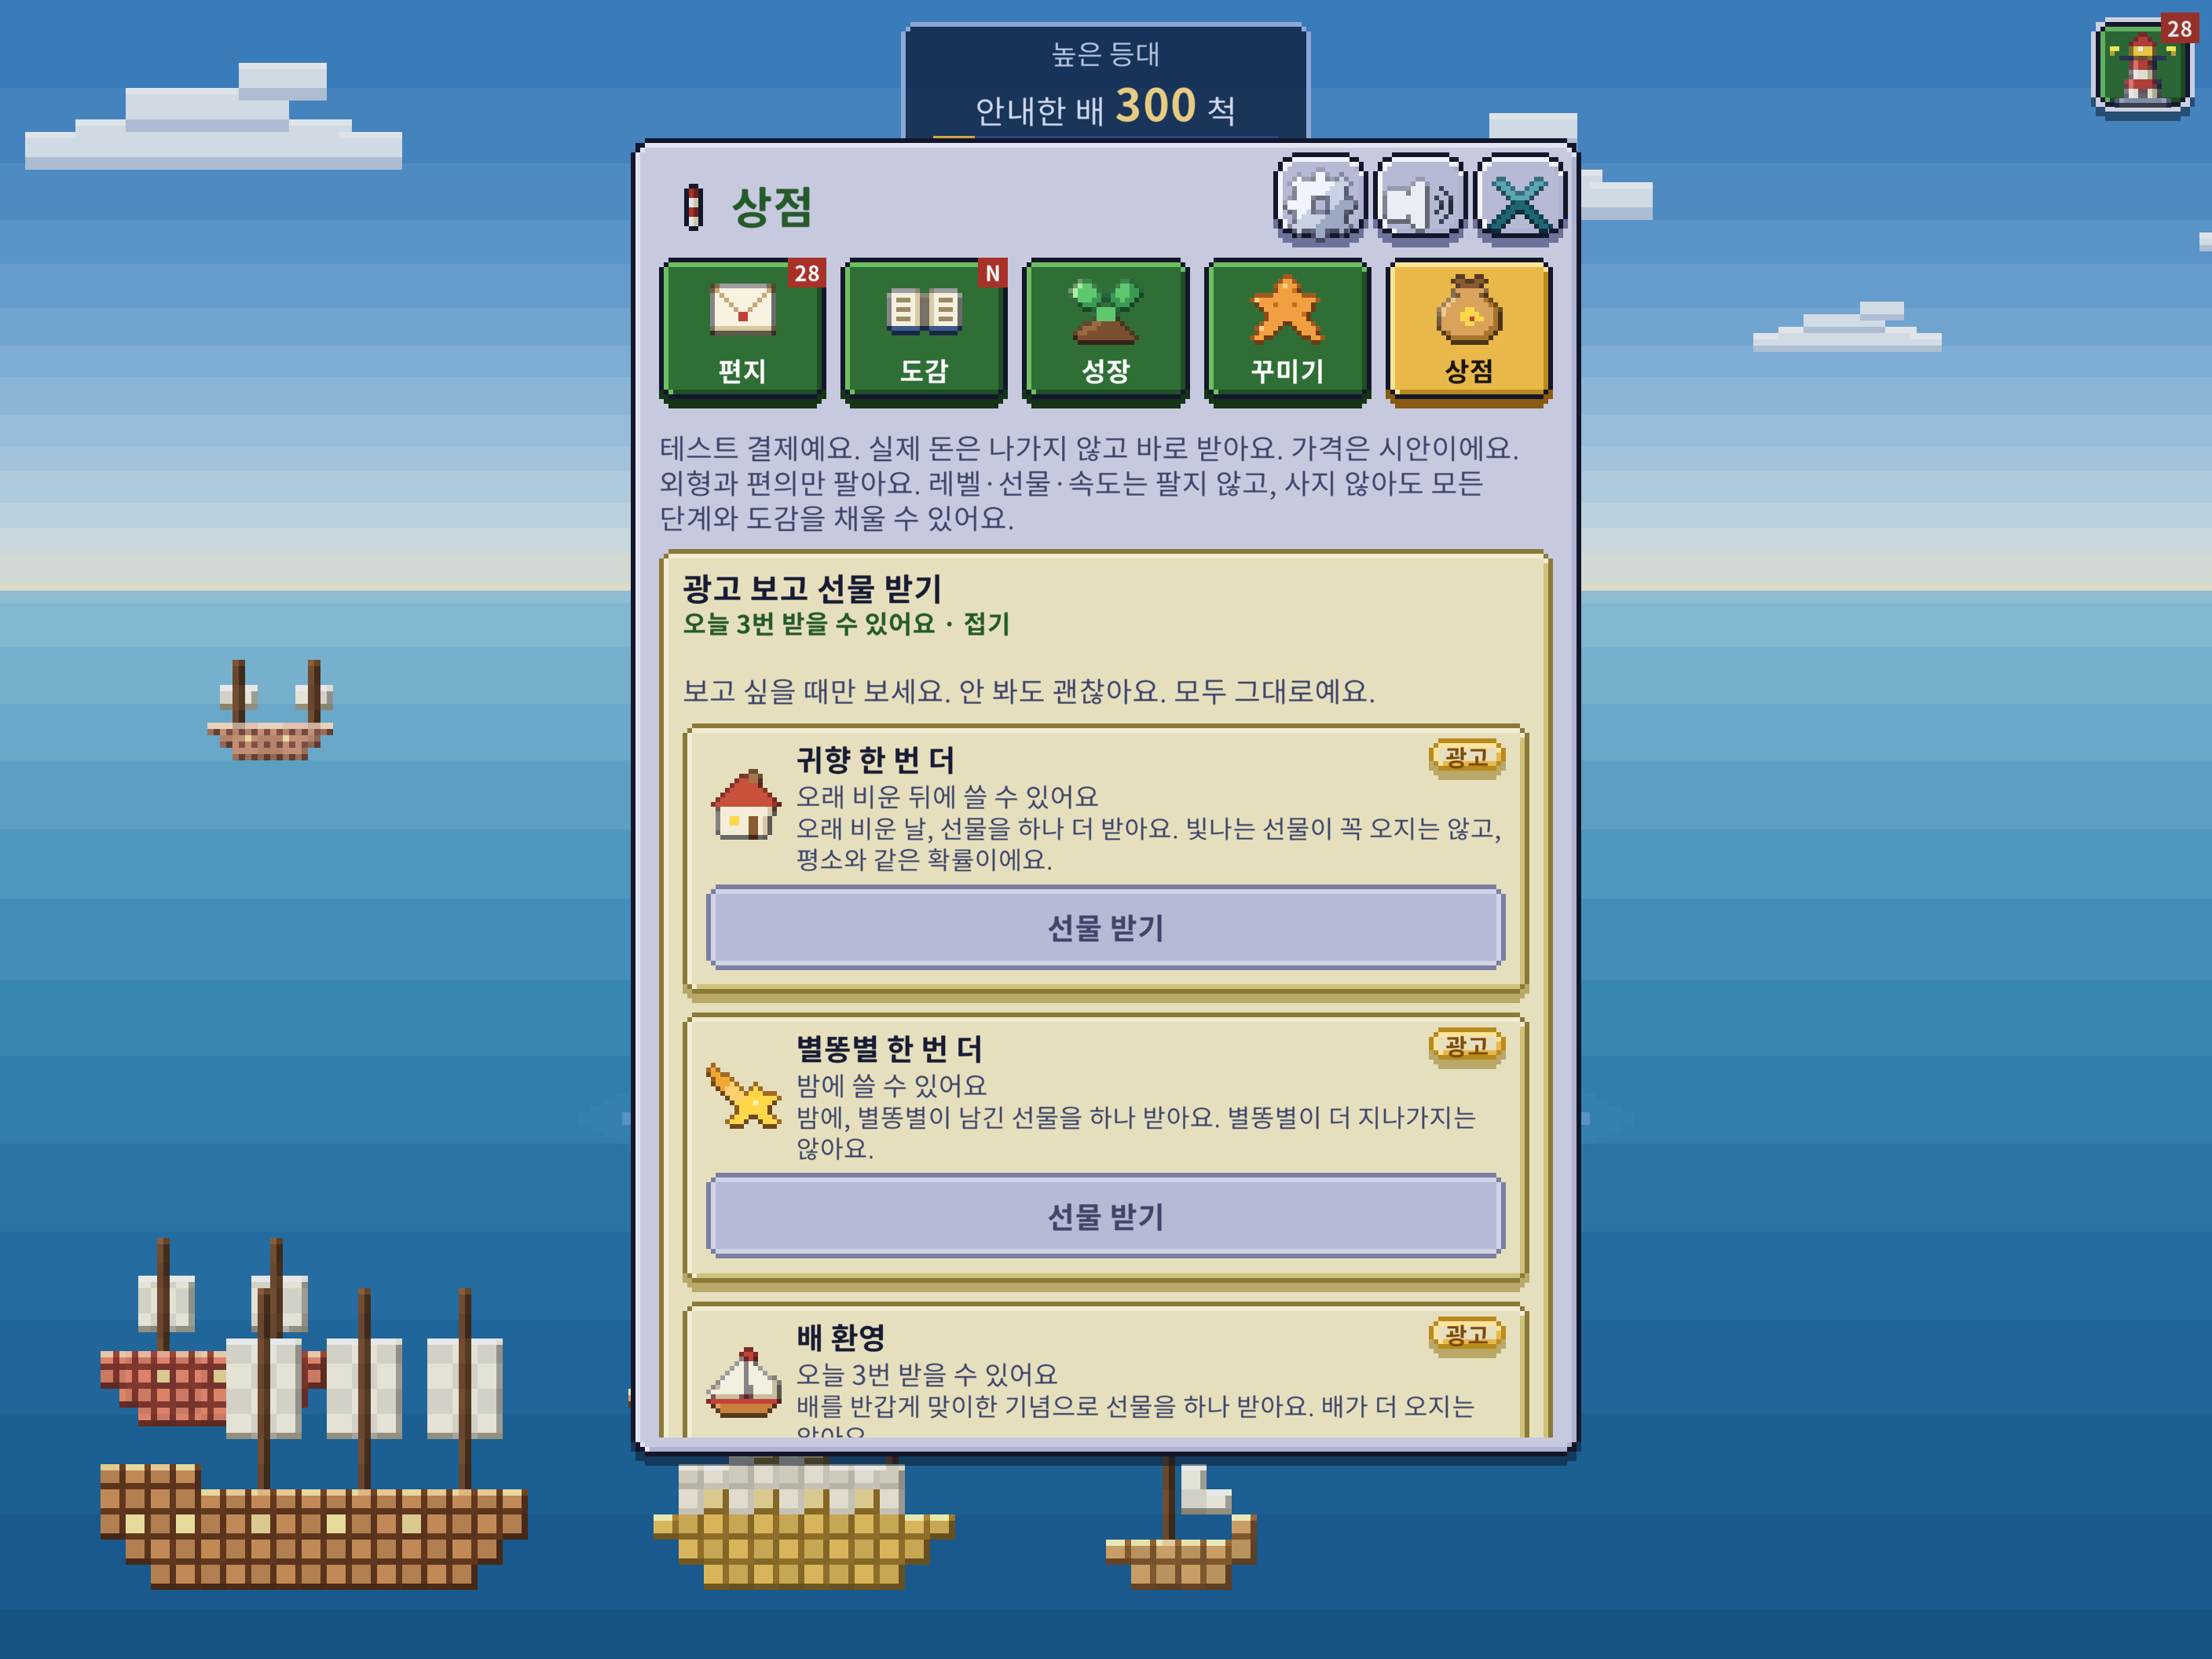 높은 등대
안내한 배 300 척
28
상점
28
편지
N
도감
성장
꾸미기
상점
테스트 결제예요. 실제 돈은 나가지 않고 바로 받아요. 가격은 시안이에요.
외형과 편의만 팔아요. 레벨·선물·속도는 팔지 않고, 사지 않아도 모든
단계와 도감을 채울 수 있어요.
광고 보고 선물 받기
오늘 3번 받을 수 있어요 · 접기
보고 싶을 때만 보세요. 안 봐도 괜찮아요. 모두 그대로예요.
귀향 한 번 더
광고
오래 비운 뒤에 쓸 수 있어요
오래 비운 날, 선물을 하나 더 받아요. 빛나는 선물이 꼭 오지는 않고,
평소와 같은 확률이에요.
선물 받기
별똥별 한 번 더
광고
밤에 쓸 수 있어요
밤에, 별똥별이 남긴 선물을 하나 받아요. 별똥별이 더 지나가지는
않아요.
선물 받기
배 환영
광고
오늘 3번 받을 수 있어요
배를 반갑게 맞이한 기념으로 선물을 하나 받아요. 배가 더 오지는